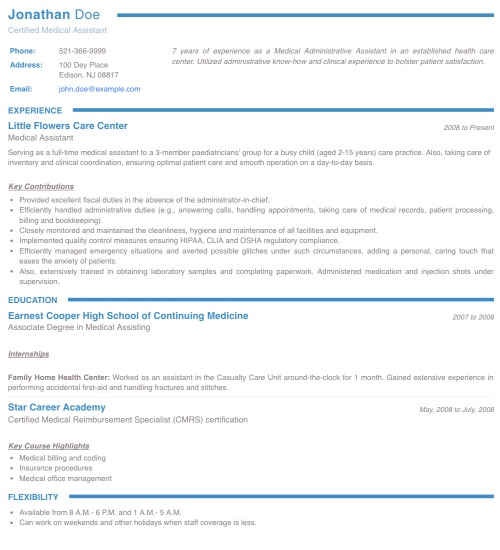 Jonathan Doe
Certified Medical Assistant
Phone: 521-366-9999
Address: 100 Dey Place
Edison, NJ 08817
Email: john.doe@example.com
7 years of experience as a Medical Administrative Assistant in an established health care
center. Utilized administrative know-how and clinical experience to bolster patient satisfaction.
EXPERIENCE
Little Flowers Care Center 2008 to Present
Medical Assistant
Serving as a full-time medical assistant to a 3-member paediatricians' group for a busy child (aged 2-15 years) care practice. Also, taking care of
inventory and clinical coordination, ensuring optimal patient care and smooth operation on a day-to-day basis.
Key Contributions
• Provided excellent fiscal duties in the absence of the administrator-in-chief.
• Efficiently handled administrative duties (e.g., answering calls, handling appointments, taking care of medical records, patient processing,
billing and bookkeeping).
• Closely monitored and maintained the cleanliness, hygiene and maintenance of all facilities and equipment.
• Implemented quality control measures ensuring HIPAA, CLIA and OSHA regulatory compliance.
• Efficiently managed emergency situations and averted possible glitches under such circumstances, adding a personal, caring touch that
eases the anxiety of patients.
• Also, extensively trained in obtaining laboratory samples and completing paperwork. Administered medication and injection shots under
supervision.
EDUCATION
Earnest Cooper High School of Continuing Medicine 2007 to 2008
Associate Degree in Medical Assisting
Internships
Family Home Health Center: Worked as an assistant in the Casualty Care Unit around-the-clock for 1 month. Gained extensive experience in
performing accidental first-aid and handling fractures and stitches.
Star Career Academy May, 2008 to July, 2008
Certified Medical Reimbursement Specialist (CMRS) certification
Key Course Highlights
• Medical billing and coding
• Insurance procedures
• Medical office management
FLEXIBILITY
• Available from 8 A.M.- 6 P.M. and 1 A.M.- 5 A.M.
• Can work on weekends and other holidays when staff coverage is less.